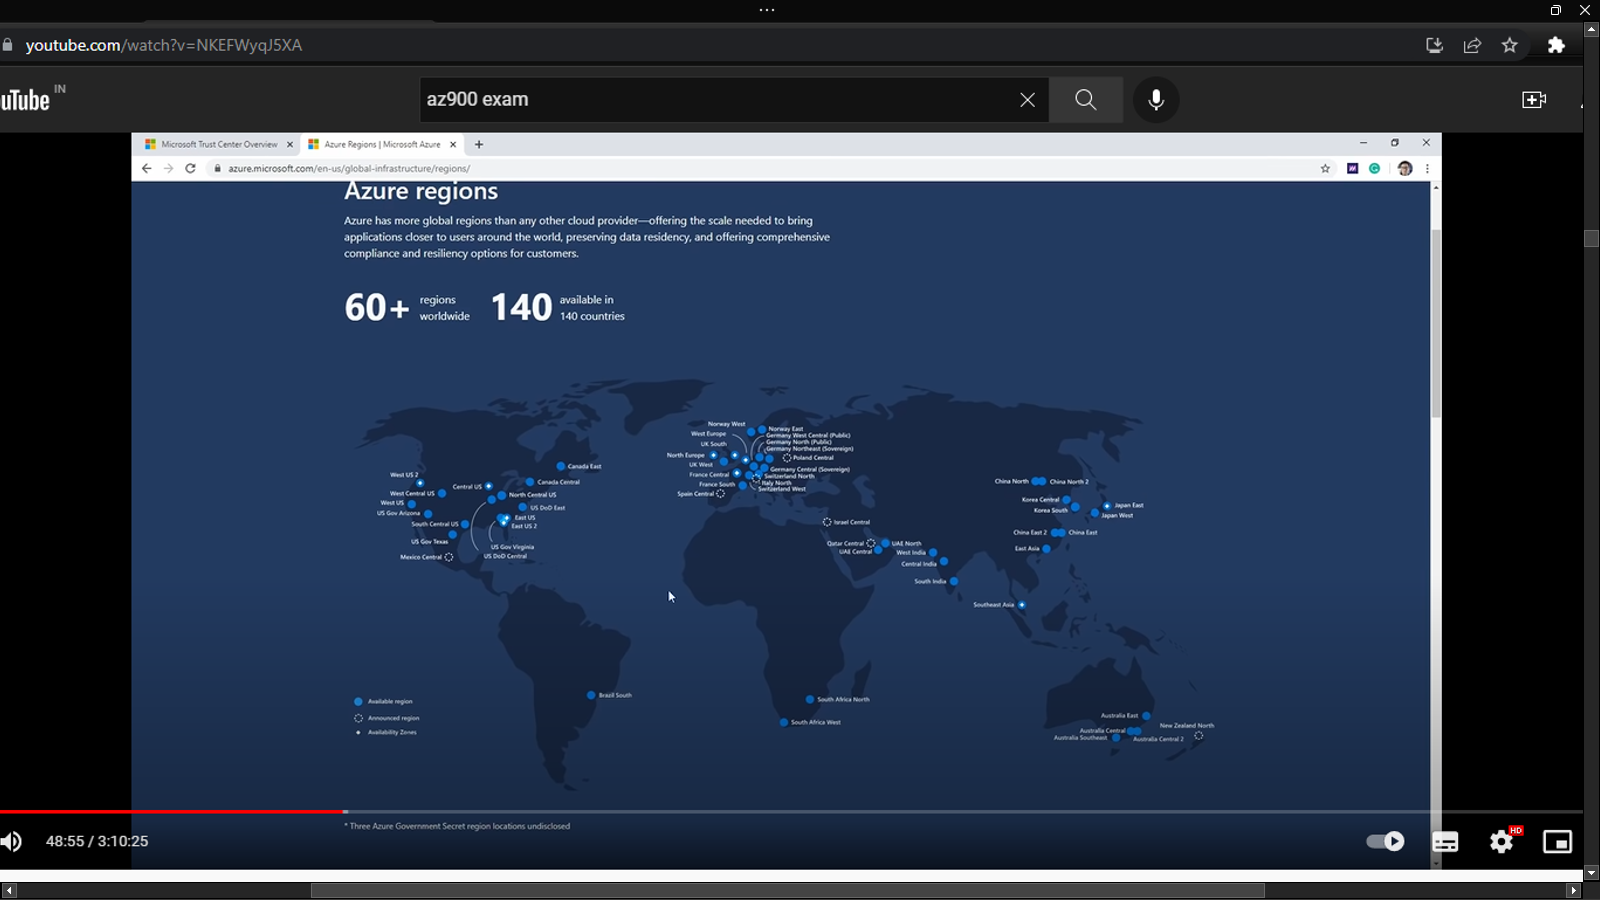 youtube.com/watch?v=NKEFWyqJ5XA
uTube IN
az900 exam
Microsoft Trust Center Overview
Azure Regions | Microsoft Azure
azure.microsoft.com/en-us/global-infrastructure/regions/
Azure regions
Azure has more global regions than any other cloud provider—offering the scale needed to bring
applications closer to users around the world, preserving data residency, and offering comprehensive
compliance and resiliency options for customers.
60+ regions worldwide
140 available in 140 countries
West US 2
West Central US
West US
US Gov Arizona
South Central US
US Gov Texas
Mexico Central
Central US
Canada East
Canada Central
North Central US
US DoD East
East US
East US 2
US Gov Virginia
US DoD Central
Brazil South
Norway West
West Europe
UK South
North Europe
UK West
France Central
France South
Spain Central
Norway East
Germany West Central (Public)
Germany North (Public)
Germany Northeast (Sovereign)
Poland Central
Germany Central (Sovereign)
Switzerland North
Italy North
Switzerland West
Israel Central
Qatar Central
UAE North
UAE Central
West India
Central India
South India
South Africa North
South Africa West
China North
China North 2
Korea Central
Korea South
Japan East
Japan West
China East 2
China East
East Asia
Southeast Asia
Australia East
Australia Central
Australia Southeast
Australia Central 2
New Zealand North
Available region
Announced region
Availability Zones
* Three Azure Government Secret region locations undisclosed
48:55 / 3:10:25
HD